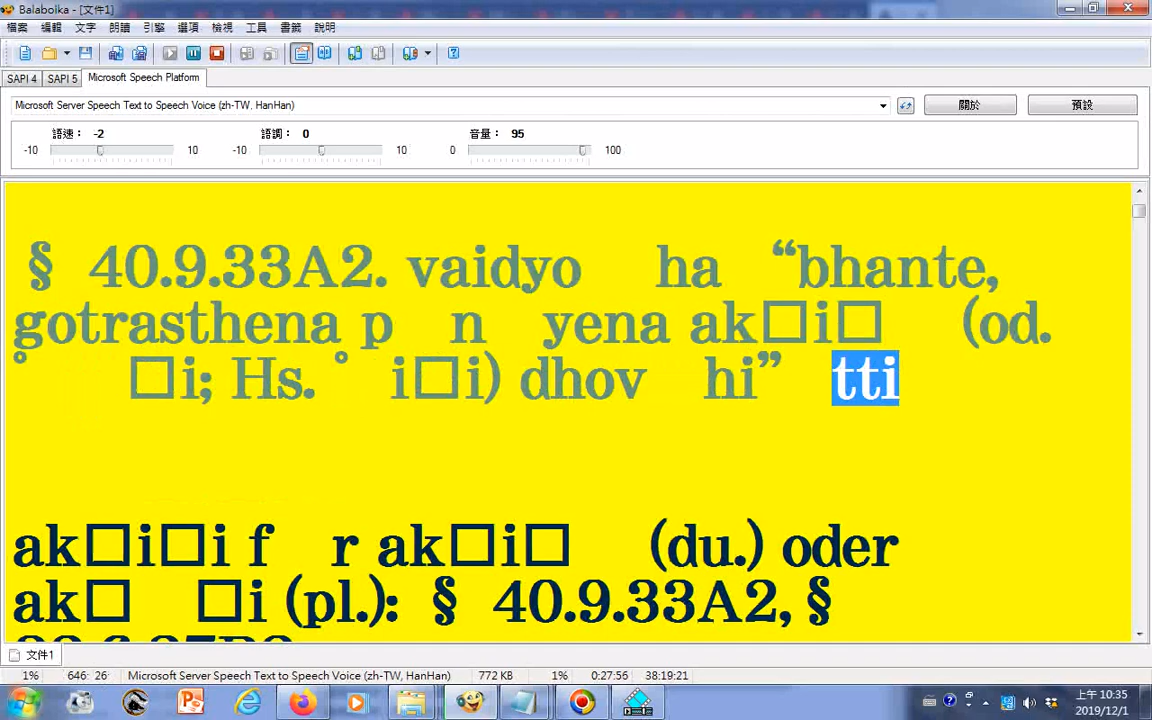 Balabolka - [文件1]
檔案 編輯 文字 朗讀 引擎 選項 檢視 工具 書籤 說明
SAPI 4 SAPI 5 Microsoft Speech Platform
Microsoft Server Speech Text to Speech Voice (zh-TW, HanHan) 關於 預設
語速： -2 語調： 0 音量： 95
-10 10 -10 10 0 100
§ 40.9.33A2. vaidyo ha “bhante,
gotrasthena p n yena ak□i□ (od.
° □i; Hs. ° i□i) dhov hi” tti
ak□i□i f r ak□i□ (du.) oder
ak□ □i (pl.): § 40.9.33A2, §
文件1
1% 646: 26 Microsoft Server Speech Text to Speech Voice (zh-TW, HanHan) 772 KB 1% 0:27:56 38:19:21
上午 10:35
2019/12/1